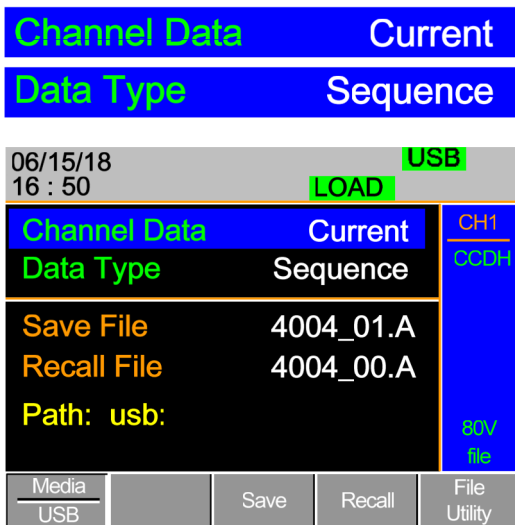 Channel Data Current
Data Type Sequence
06/15/18 USB
16 : 50 LOAD
Channel Data Current CH1
Data Type Sequence CCDH
Save File 4004_01.A
Recall File 4004_00.A
Path: usb:
80V
file
Media Save Recall File
USB Utility